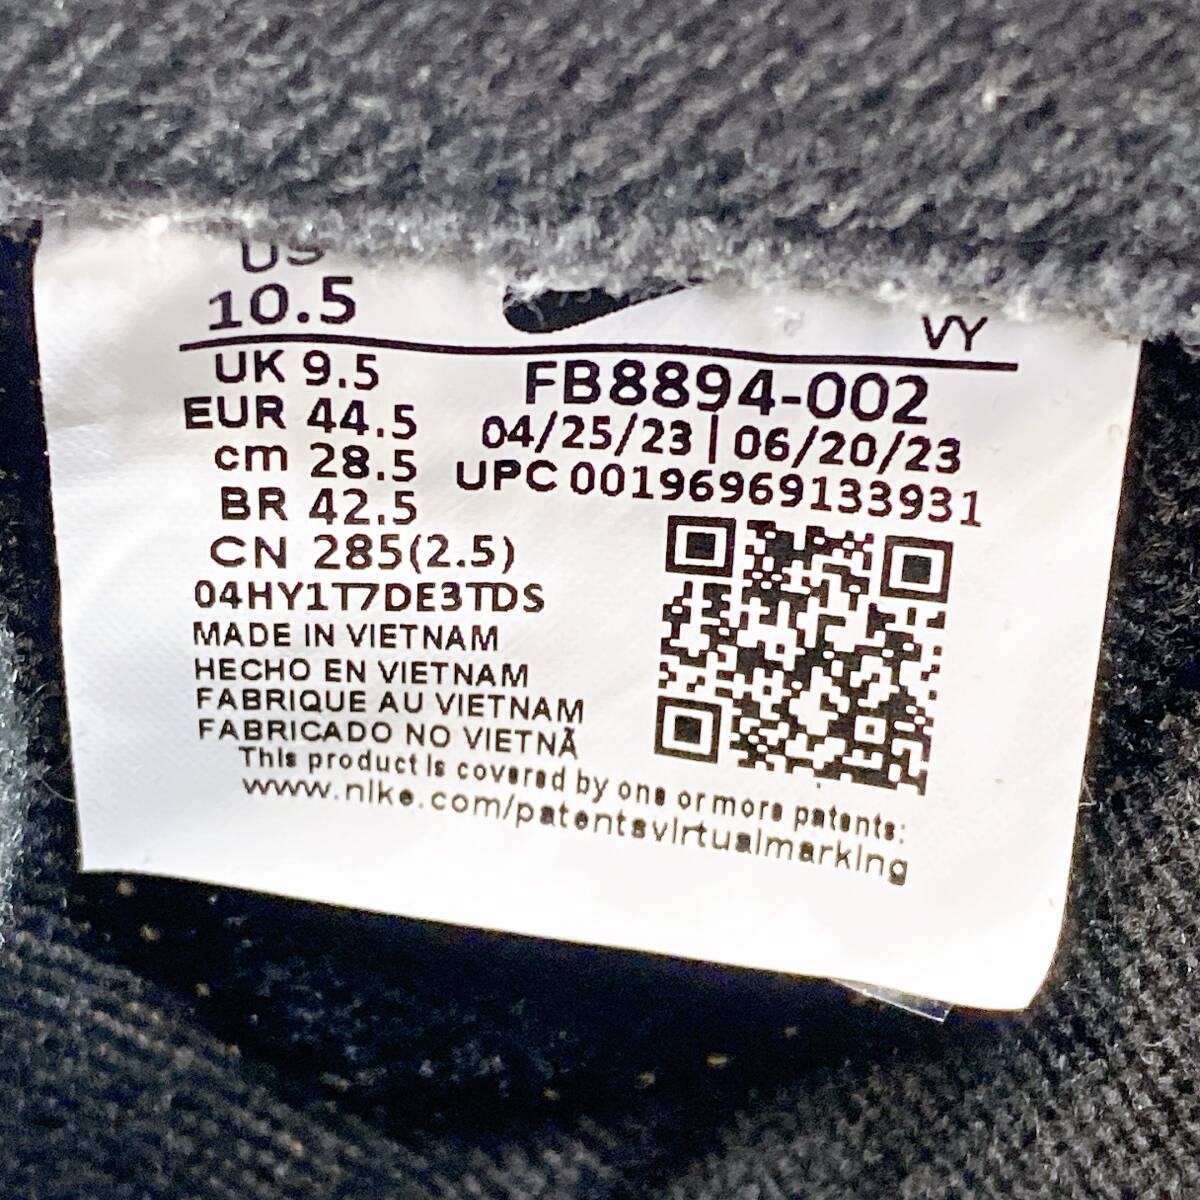 US
10.5
VY
UK 9.5
EUR 44.5
cm 28.5
BR 42.5
CN 285(2.5)
FB8894-002
04/25/23 | 06/20/23
UPC 00196969133931
04HY1T7DE3TDS
MADE IN VIETNAM
HECHO EN VIETNAM
FABRIQUE AU VIETNAM
FABRICADO NO VIETNÃ
This product is covered by one or more patents:
www.nike.com/patentsvirtualmarking